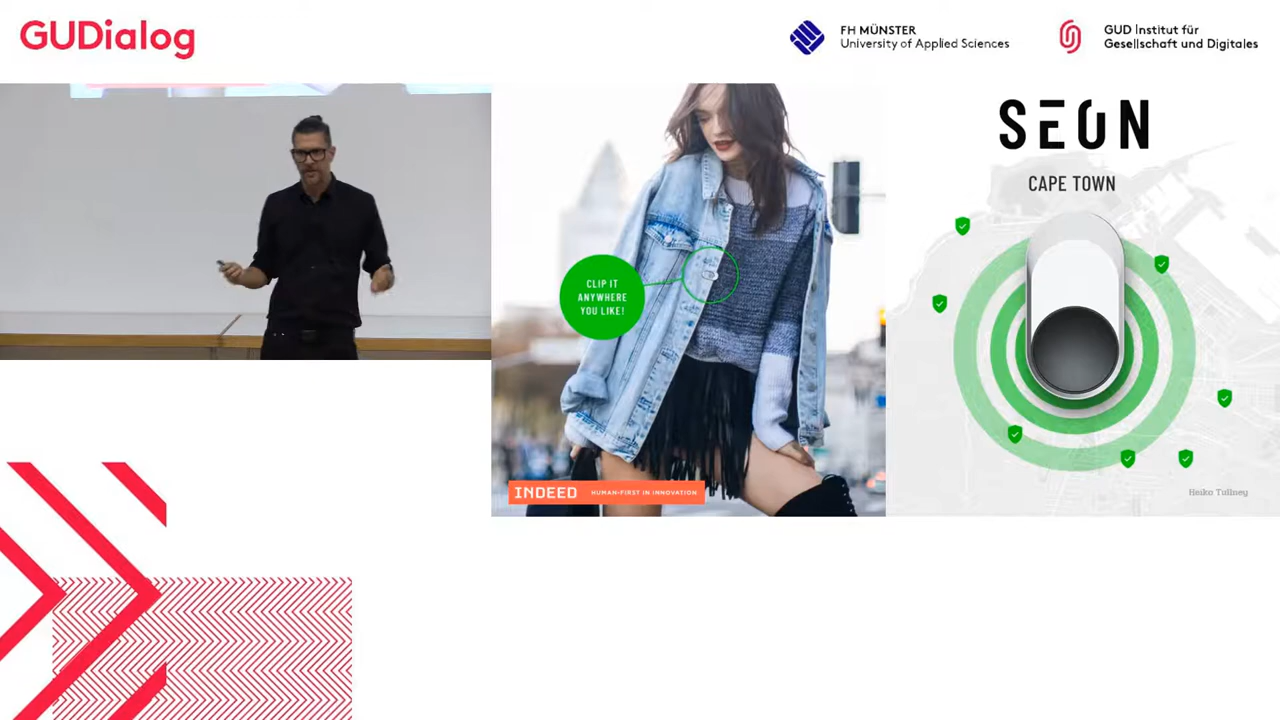 GUDialog
FH MÜNSTER
University of Applied Sciences
GUD Institut für
Gesellschaft und Digitales
CLIP IT
ANYWHERE
YOU LIKE!
INDEED
HUMAN-FIRST IN INNOVATION
SEON
CAPE TOWN
Heiko Tullney